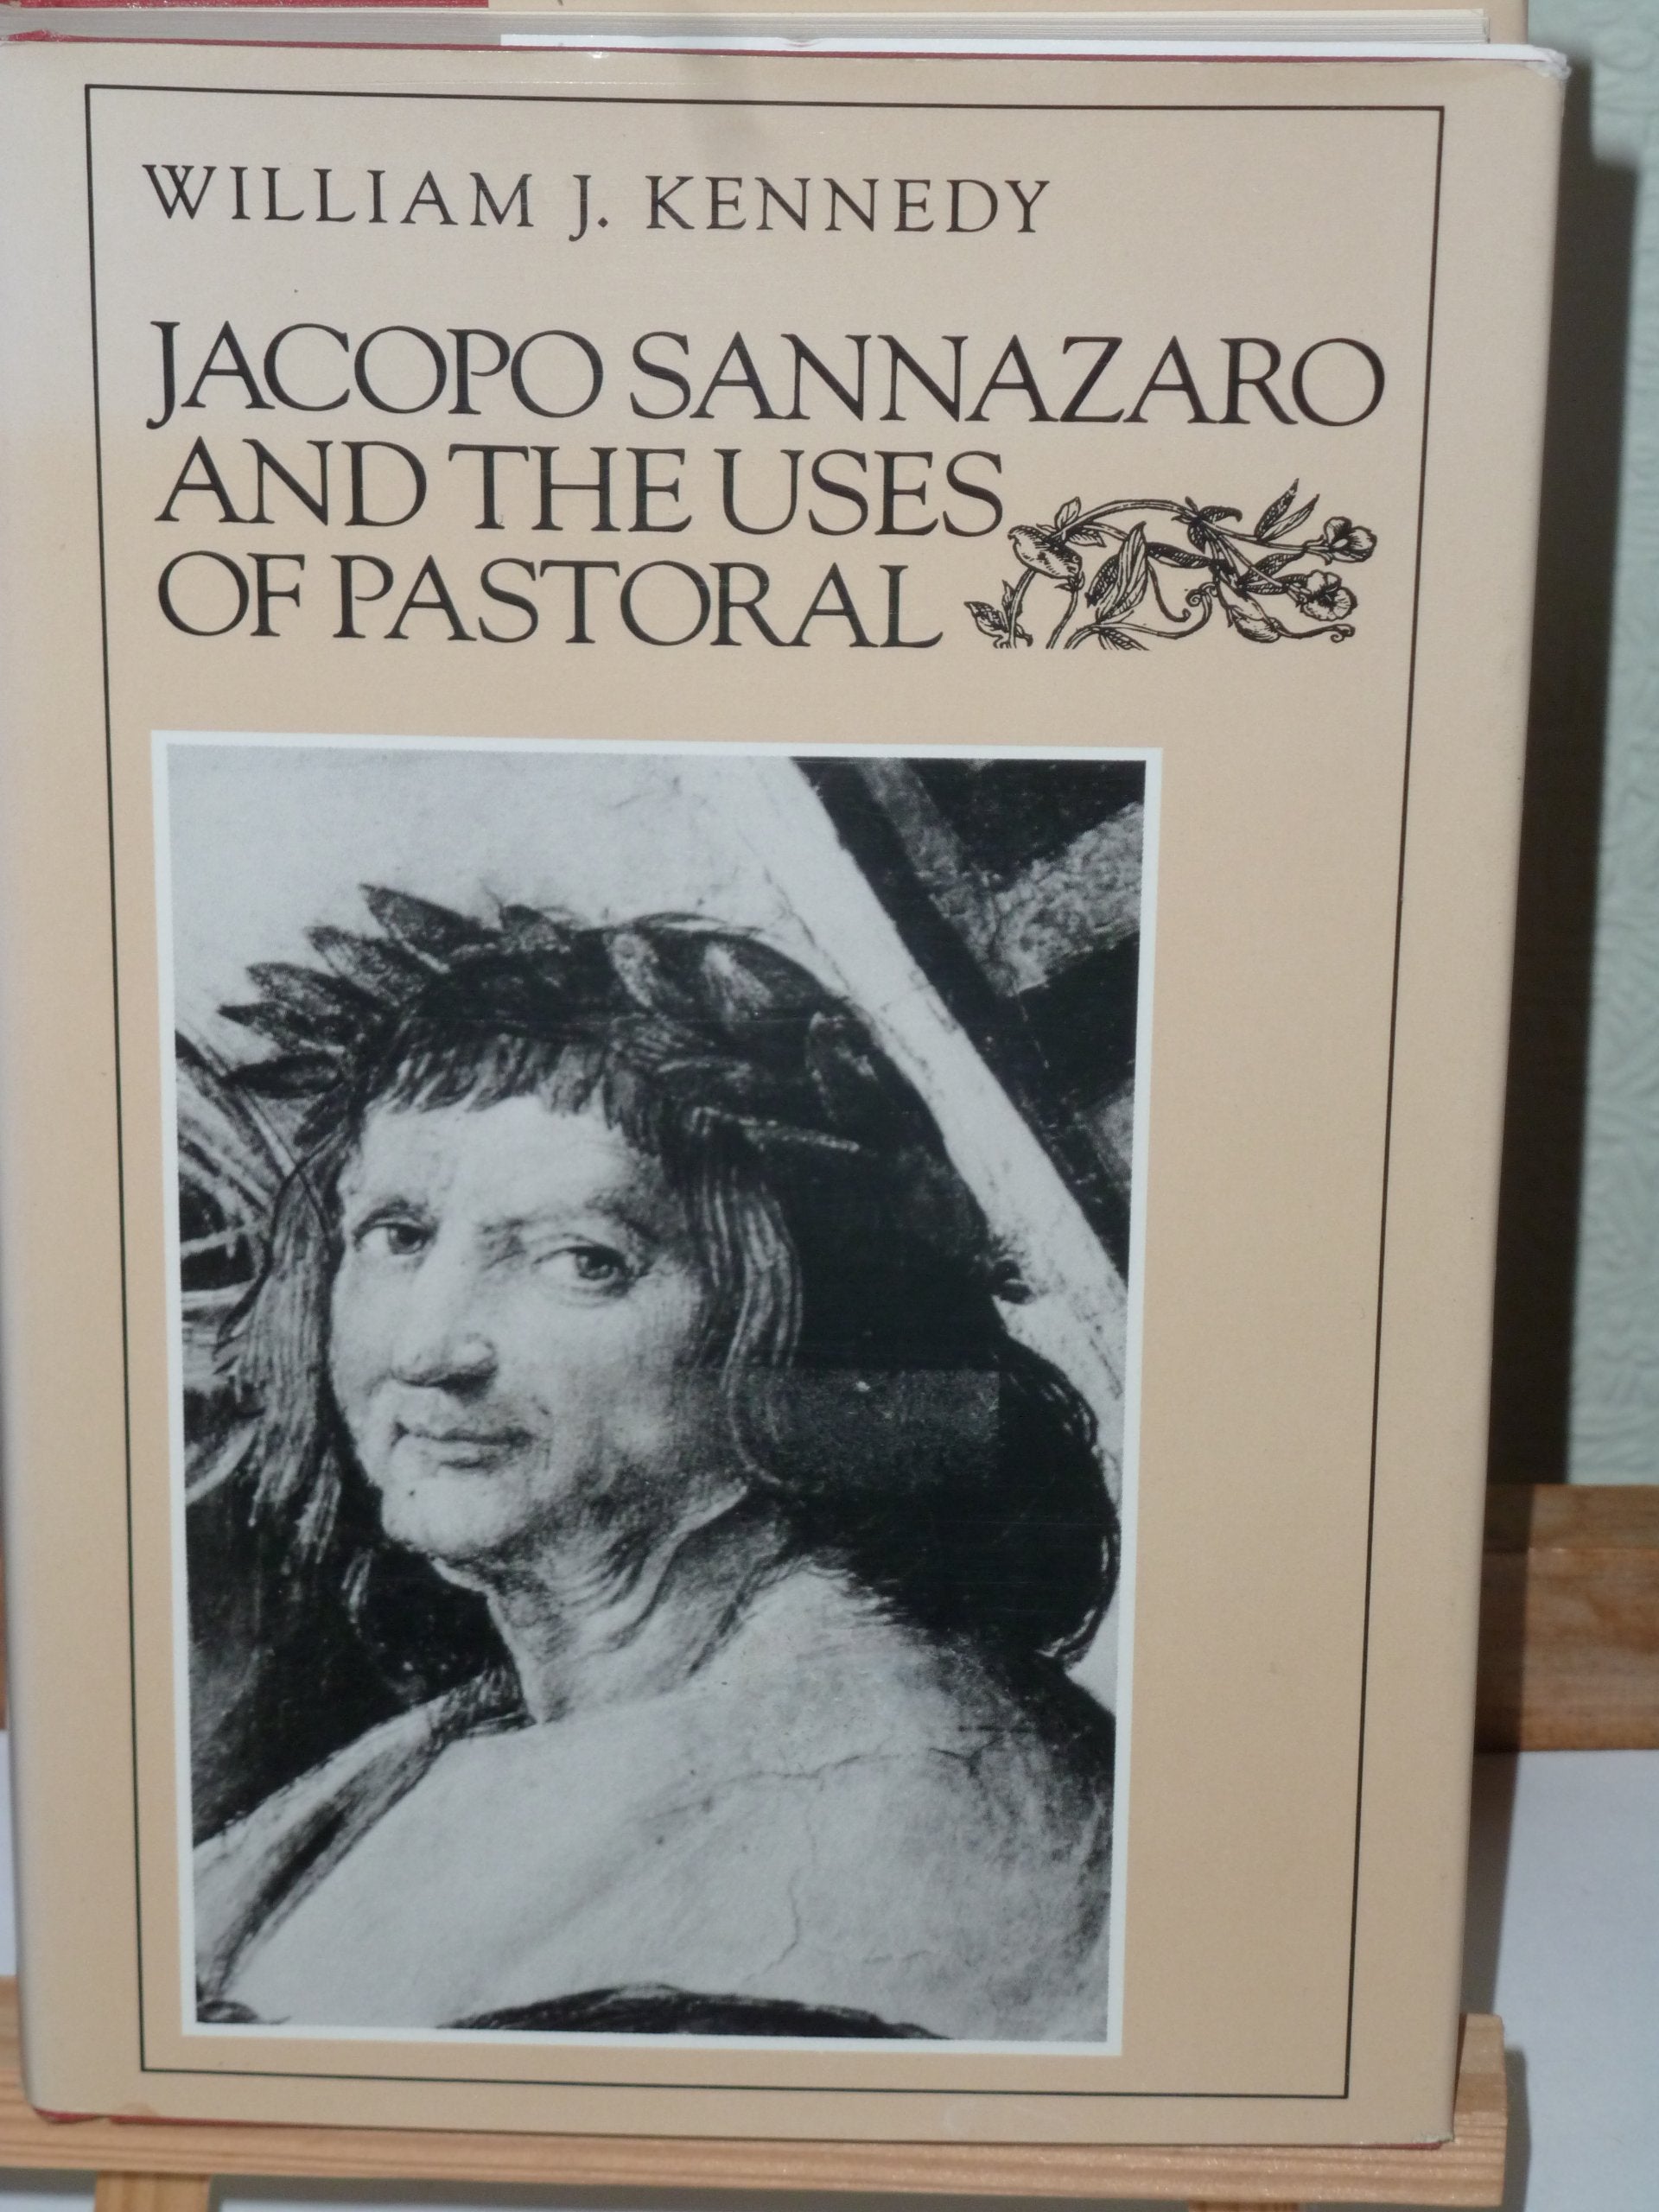 WILLIAM J. KENNEDY
JACOPO SANNAZARO
AND THE USES
OF PASTORAL